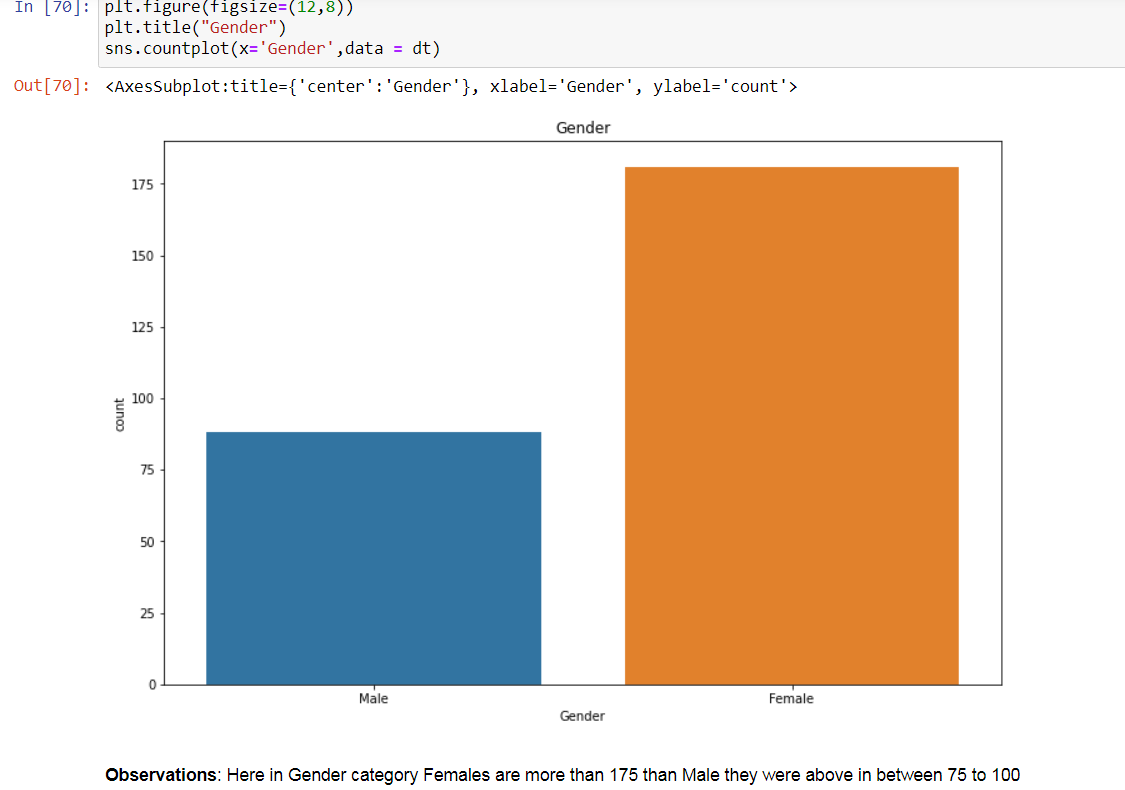 In [70]: plt.figure(figsize=(12,8))
plt.title("Gender")
sns.countplot(x='Gender',data = dt)
Out[70]: <AxesSubplot:title={'center':'Gender'}, xlabel='Gender', ylabel='count'>
Gender
175
150
125
100
75
50
25
0
count
Male Female
Gender
Observations: Here in Gender category Females are more than 175 than Male they were above in between 75 to 100